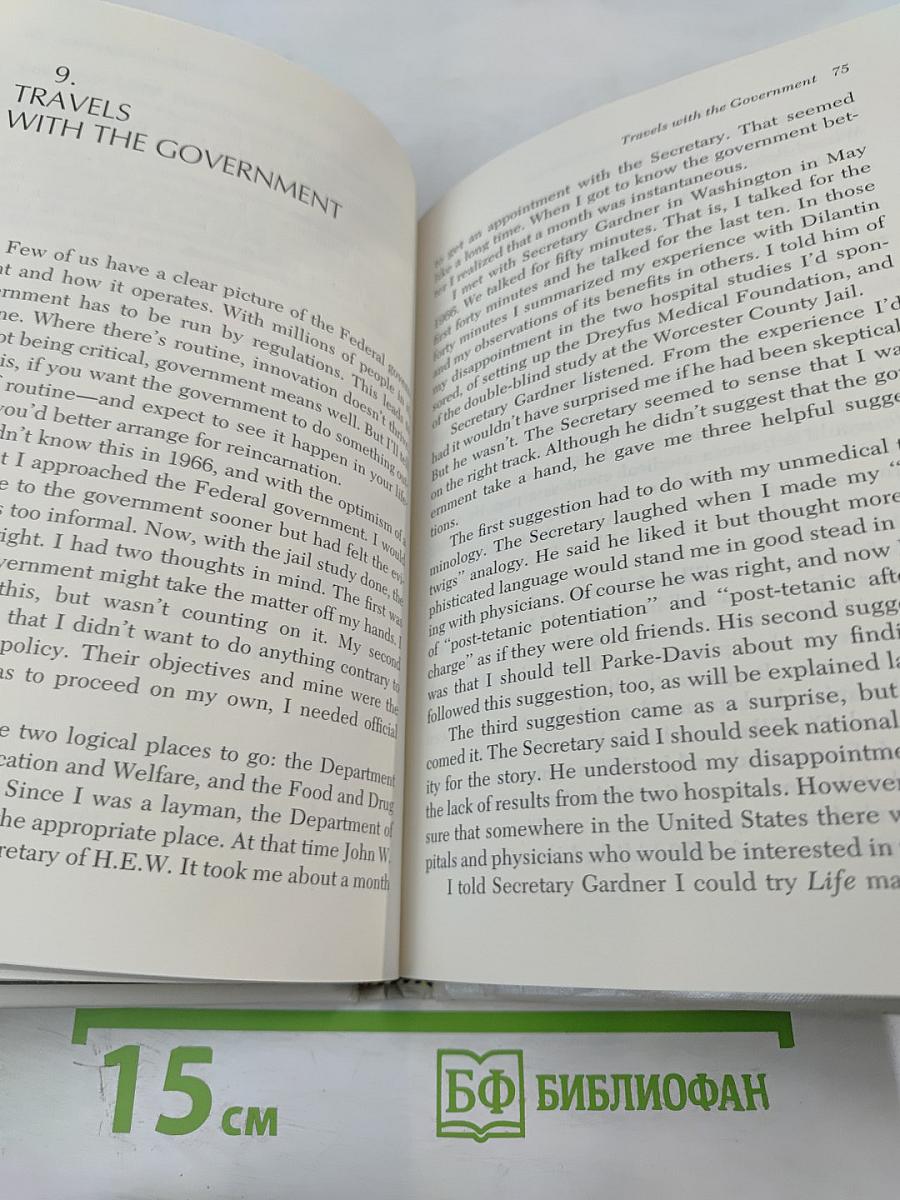 9.
TRAVELS
WITH THE GOVERNMENT
Few of us have a clear picture of the Federal govern
nt and how it operates. With millions of people in
ernment has to be run by regulations. This leads
ne. Where there's routine, innovation doesn't thrive
ot being critical, government means well. But I'll
is, if you want the government to do something out
f routine—and expect to see it happen in your life
you'd better arrange for reincarnation.
dn't know this in 1966, and with the optimism of a
t I approached the Federal government. I would
e to the government sooner but had felt the evi-
s too informal. Now, with the jail study done, the
ight. I had two thoughts in mind. The first was
vernment might take the matter off my hands. I
this, but wasn't counting on it. My second
that I didn't want to do anything contrary to
policy. Their objectives and mine were the
as to proceed on my own, I needed official
e two logical places to go: the Department
cation and Welfare, and the Food and Drug
Since I was a layman, the Department of
he appropriate place. At that time John W.
retary of H.E.W. It took me about a month
Travels with the Government 75
to get an appointment with the Secretary. That seemed
like a long time. When I got to know the government bet-
ter I realized that a month was instantaneous.
I met with Secretary Gardner in Washington in May
1966. We talked for fifty minutes. That is, I talked for the
first forty minutes and he talked for the last ten. In those
forty minutes I summarized my experience with Dilantin
and my observations of its benefits in others. I told him of
my disappointment in the two hospital studies I'd spon-
sored, of setting up the Dreyfus Medical Foundation, and
of the double-blind study at the Worcester County Jail.
Secretary Gardner listened. From the experience I'd
had it wouldn't have surprised me if he had been skeptical
But he wasn't. The Secretary seemed to sense that I wa
on the right track. Although he didn't suggest that the gov
ernment take a hand, he gave me three helpful sugge
tions.
The first suggestion had to do with my unmedical t
minology. The Secretary laughed when I made my "
twigs" analogy. He said he liked it but thought more
phisticated language would stand me in good stead in
ing with physicians. Of course he was right, and now
of "post-tetanic potentiation" and "post-tetanic afte
charge" as if they were old friends. His second sugge
was that I should tell Parke-Davis about my findi
followed this suggestion, too, as will be explained la
The third suggestion came as a surprise, but
comed it. The Secretary said I should seek national
ity for the story. He understood my disappointme
the lack of results from the two hospitals. However
sure that somewhere in the United States there w
pitals and physicians who would be interested in
I told Secretary Gardner I could try Life ma
15 см
БФ БИБЛИОФАН